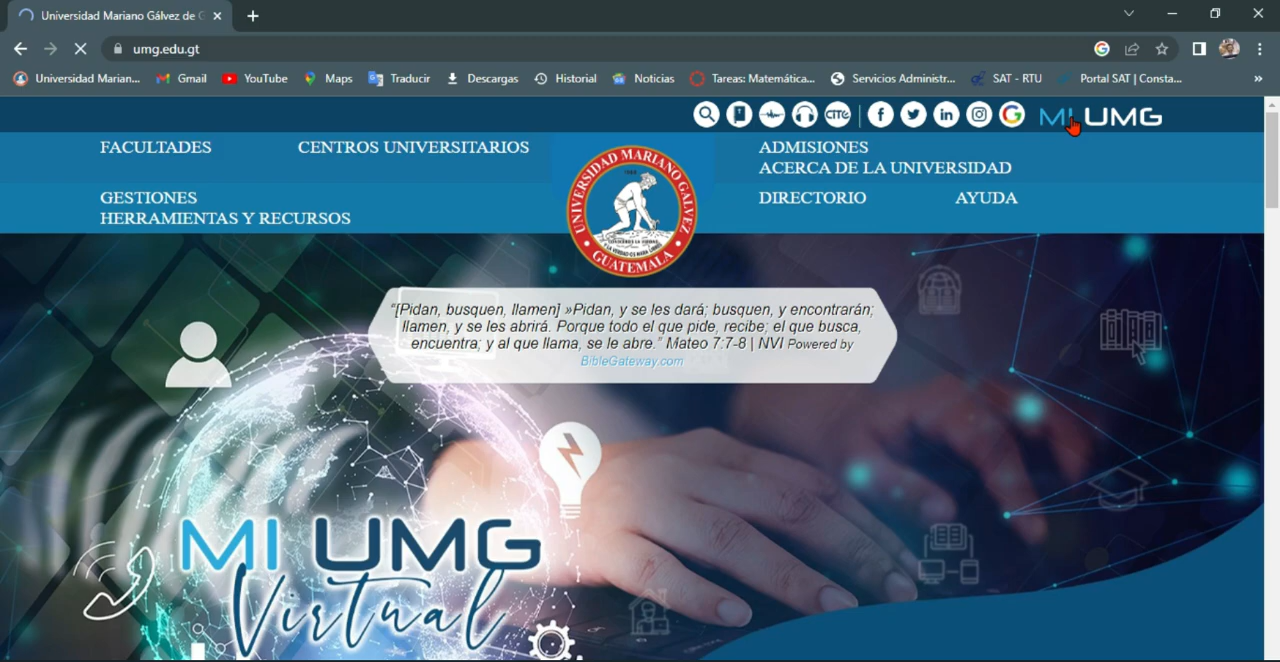 Universidad Mariano Gálvez de G
umg.edu.gt
Universidad Marian...
Gmail
YouTube
Maps
Traducir
Descargas
Historial
Noticias
Tareas: Matemática...
Servicios Administr...
SAT - RTU
Portal SAT | Consta...
CITE
MI UMG
FACULTADES
CENTROS UNIVERSITARIOS
ADMISIONES
ACERCA DE LA UNIVERSIDAD
GESTIONES
HERRAMIENTAS Y RECURSOS
DIRECTORIO
AYUDA
UNIVERSIDAD MARIANO GALVEZ
GUATEMALA
"[Pidan, busquen, llamen] »Pidan, y se les dará; busquen, y encontrarán;
llamen, y se les abrirá. Porque todo el que pide, recibe; el que busca,
encuentra; y al que llama, se le abre." Mateo 7:7-8 | NVI Powered by
BibleGateway.com
MI UMG
Virtual